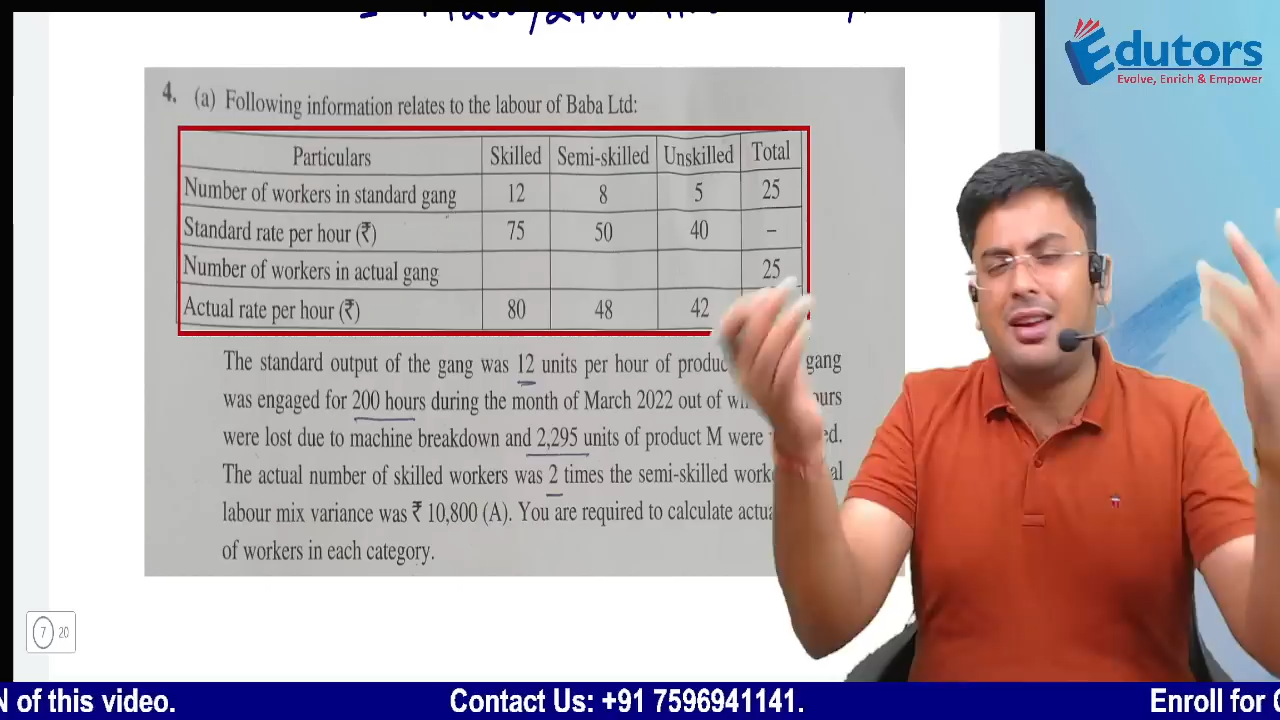 Edutors
Evolve, Enrich & Empower
4. (a) Following information relates to the labour of Baba Ltd:
Particulars Skilled Semi-skilled Unskilled Total
Number of workers in standard gang 12 8 5 25
Standard rate per hour (₹) 75 50 40 –
Number of workers in actual gang 25
Actual rate per hour (₹) 80 48 42
The standard output of the gang was 12 units per hour of gang
was engaged for 200 hours during the month of March 2022 out of
were lost due to machine breakdown and 2,295 units of product M were
The actual number of skilled workers was 2 times the semi-skilled
labour mix variance was ₹ 10,800 (A). You are required to calculate
of workers in each category.
7 20
N of this video. Contact Us: +91 7596941141. Enroll for